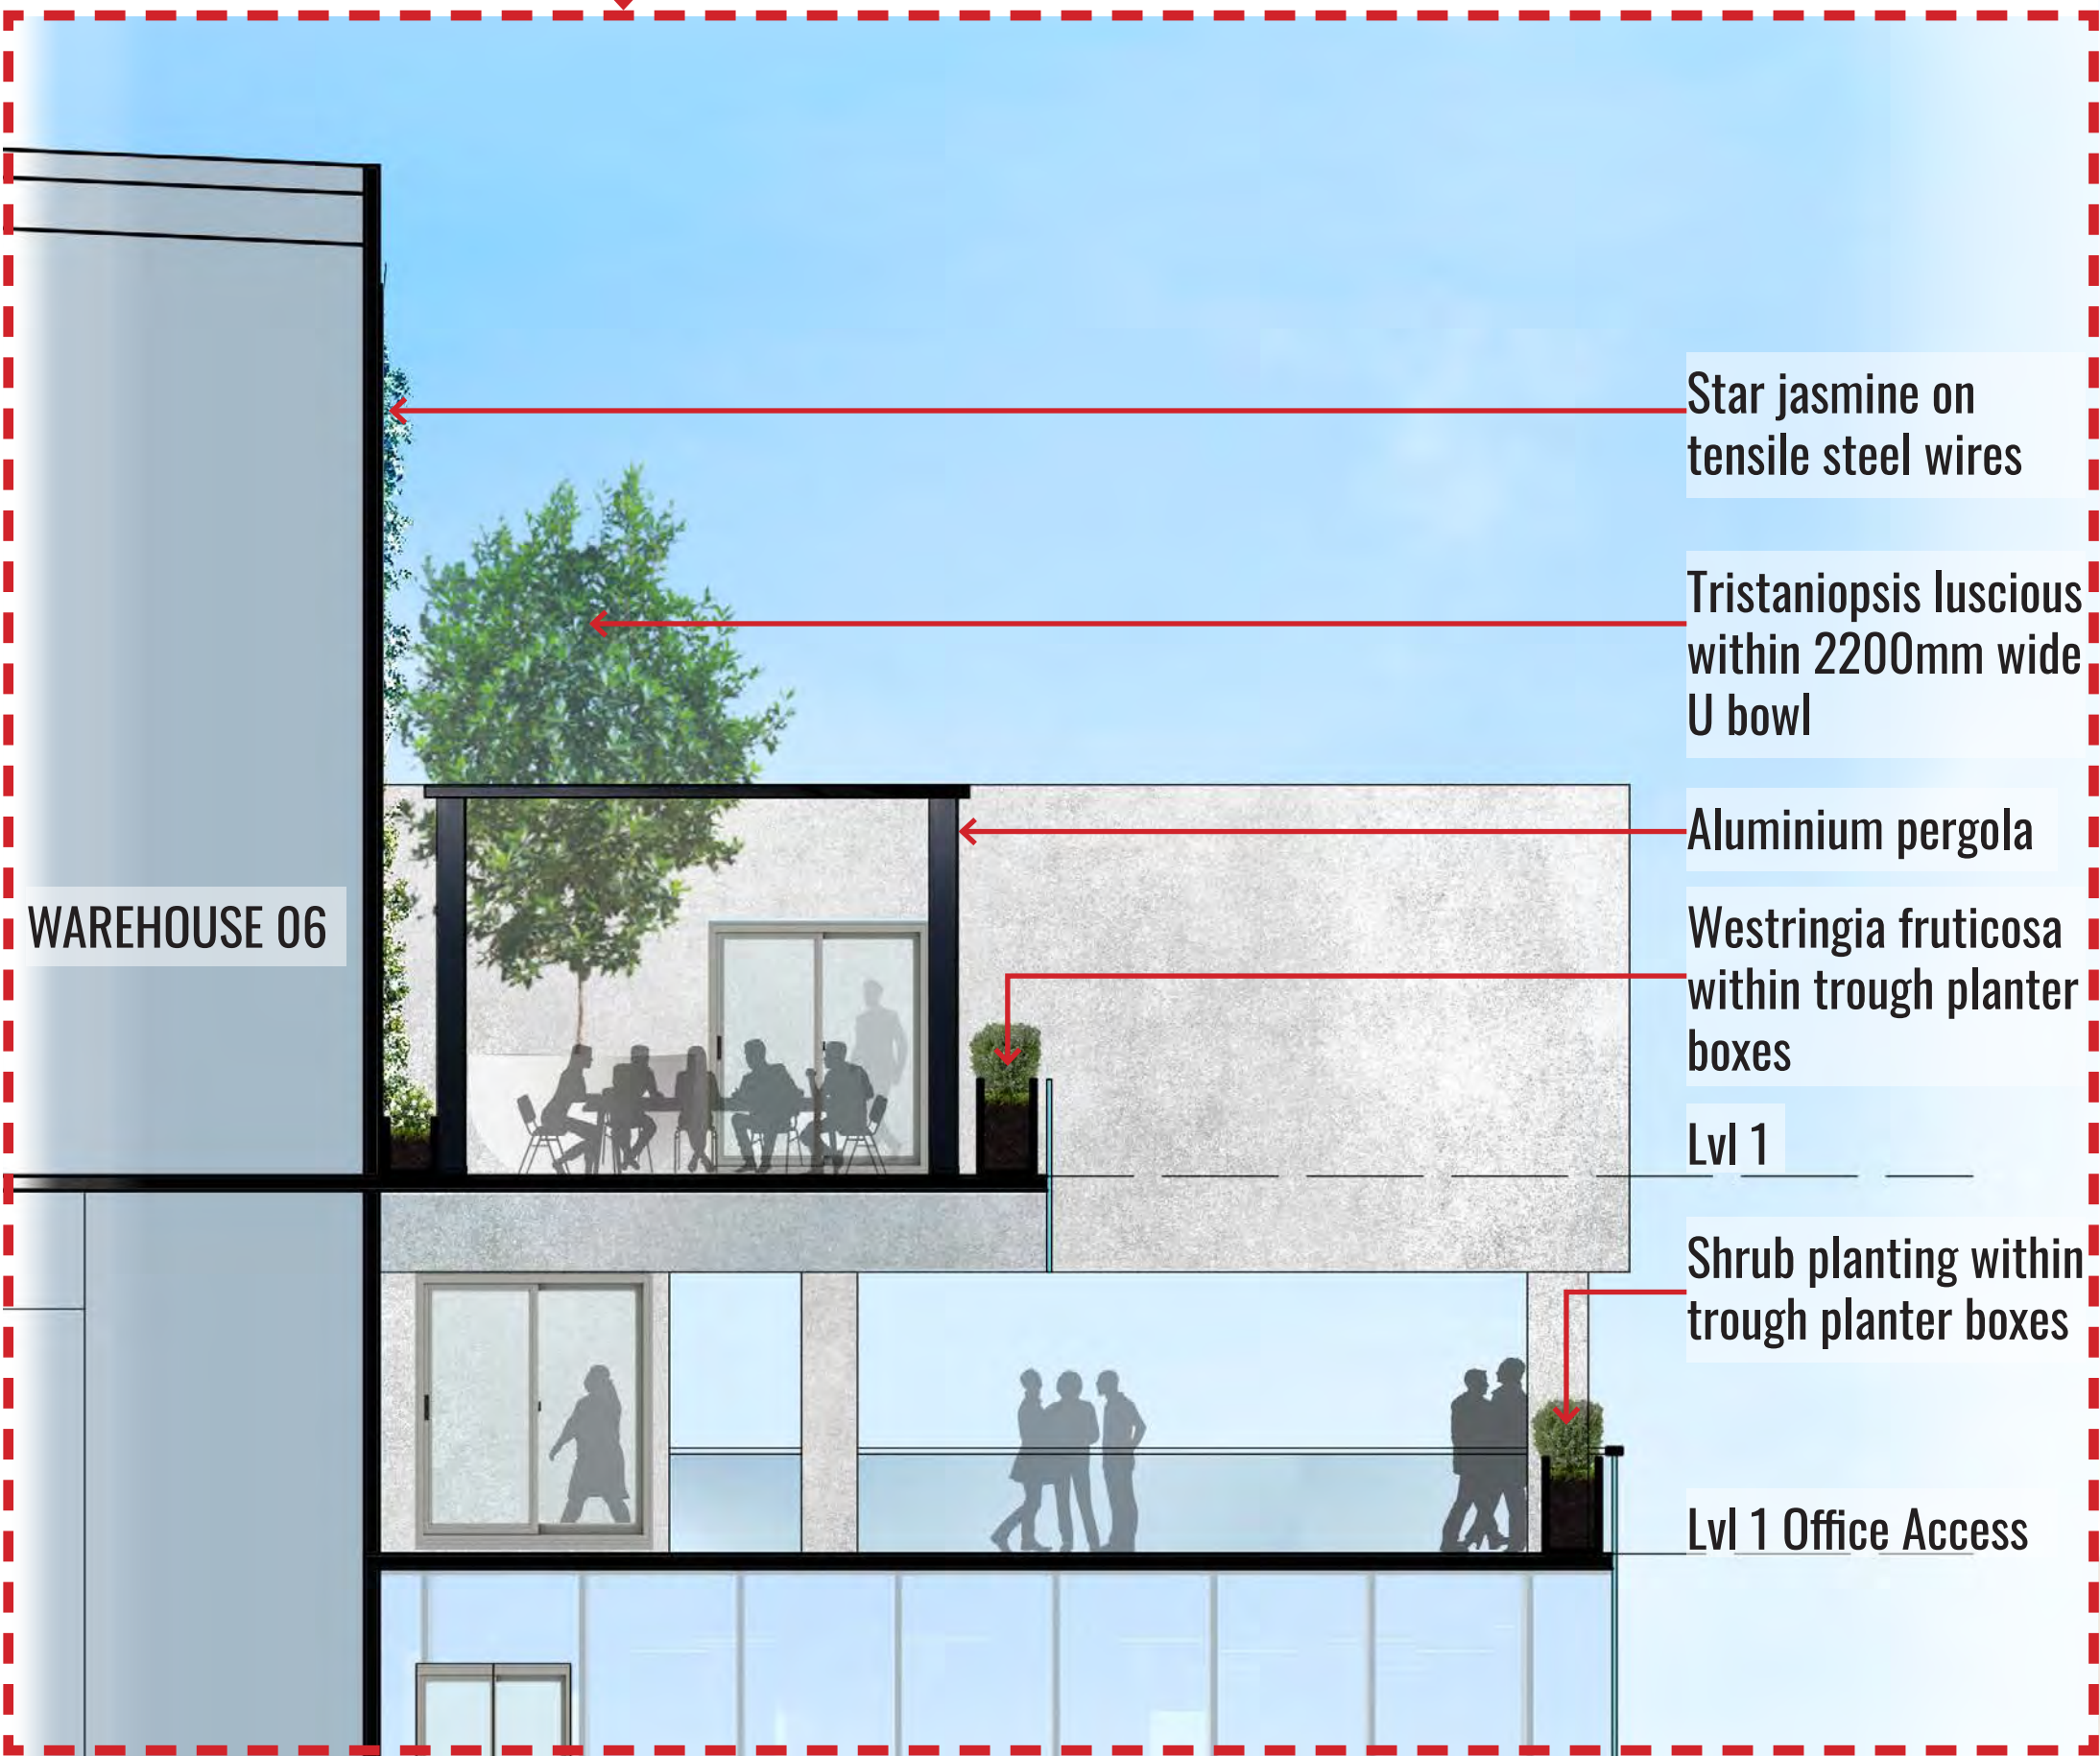 Star jasmine on
tensile steel wires
Tristaniopsis luscious
within 2200mm wide
U bowl
Aluminium pergola
WAREHOUSE 06
Westringia fruticosa
within trough planter
boxes
Lvl 1
Shrub planting within
trough planter boxes
Lvl 1 Office Access